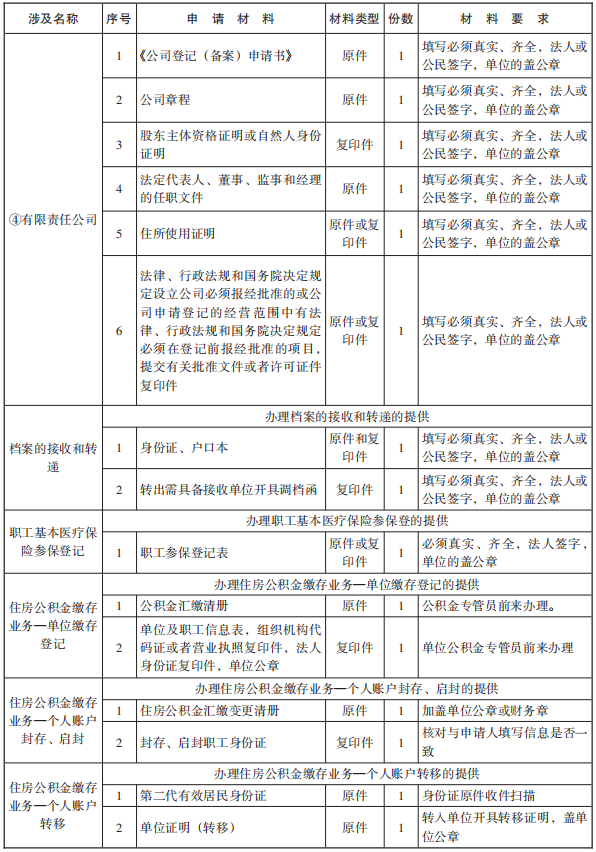 涉及名称 序号 申请材料 材料类型 份数 材料要求
④有限责任公司
1 《公司登记（备案）申请书》 原件 1 填写必须真实、齐全，法人或
公民签字，单位的盖公章
2 公司章程 原件 1 填写必须真实、齐全，法人或
公民签字，单位的盖公章
3 股东主体资格证明或自然人身份
证明 复印件 1 填写必须真实、齐全，法人或
公民签字，单位的盖公章
4 法定代表人、董事、监事和经理
的任职文件 原件 1 填写必须真实、齐全，法人或
公民签字，单位的盖公章
5 住所使用证明 原件或复
印件 1 填写必须真实、齐全，法人或
公民签字，单位的盖公章
6 法律、行政法规和国务院决定规
定设立公司必须报经批准的或公
司申请登记的经营范围中有法
律、行政法规和国务院决定规定
必须在登记前报经批准的项目，
提交有关批准文件或者许可证件
复印件 原件或复
印件 1 填写必须真实、齐全，法人或
公民签字，单位的盖公章
档案的接收和转
递
办理档案的接收和转递的提供
1 身份证、户口本 原件和复
印件 1 填写必须真实、齐全，法人或
公民签字，单位的盖公章
2 转出需具备接收单位开具调档函 复印件 1 填写必须真实、齐全，法人或
公民签字，单位的盖公章
职工基本医疗保
险参保登记
办理职工基本医疗保险参保登的提供
1 职工参保登记表 原件或复
印件 1 必须真实、齐全，法人签字，
单位的盖公章
住房公积金缴存
业务—单位缴存
登记
办理住房公积金缴存业务—单位缴存登记的提供
1 公积金汇缴清册 原件 1 公积金专管员前来办理。
2 单位及职工信息表，组织机构代
码证或者营业执照复印件，法人
身份证复印件，单位公章 复印件 1 单位公积金专管员前来办理
住房公积金缴存
业务—个人账户
封存、启封
办理住房公积金缴存业务—个人账户封存、启封的提供
1 住房公积金汇缴变更清册 原件 1 加盖单位公章或财务章
2 封存、启封职工身份证 复印件 1 核对与申请人填写信息是否一
致
住房公积金缴存
业务—个人账户
转移
办理住房公积金缴存业务—个人账户转移的提供
1 第二代有效居民身份证 原件 1 身份证原件收件扫描
2 单位证明（转移） 原件 1 转入单位开具转移证明，盖单
位公章